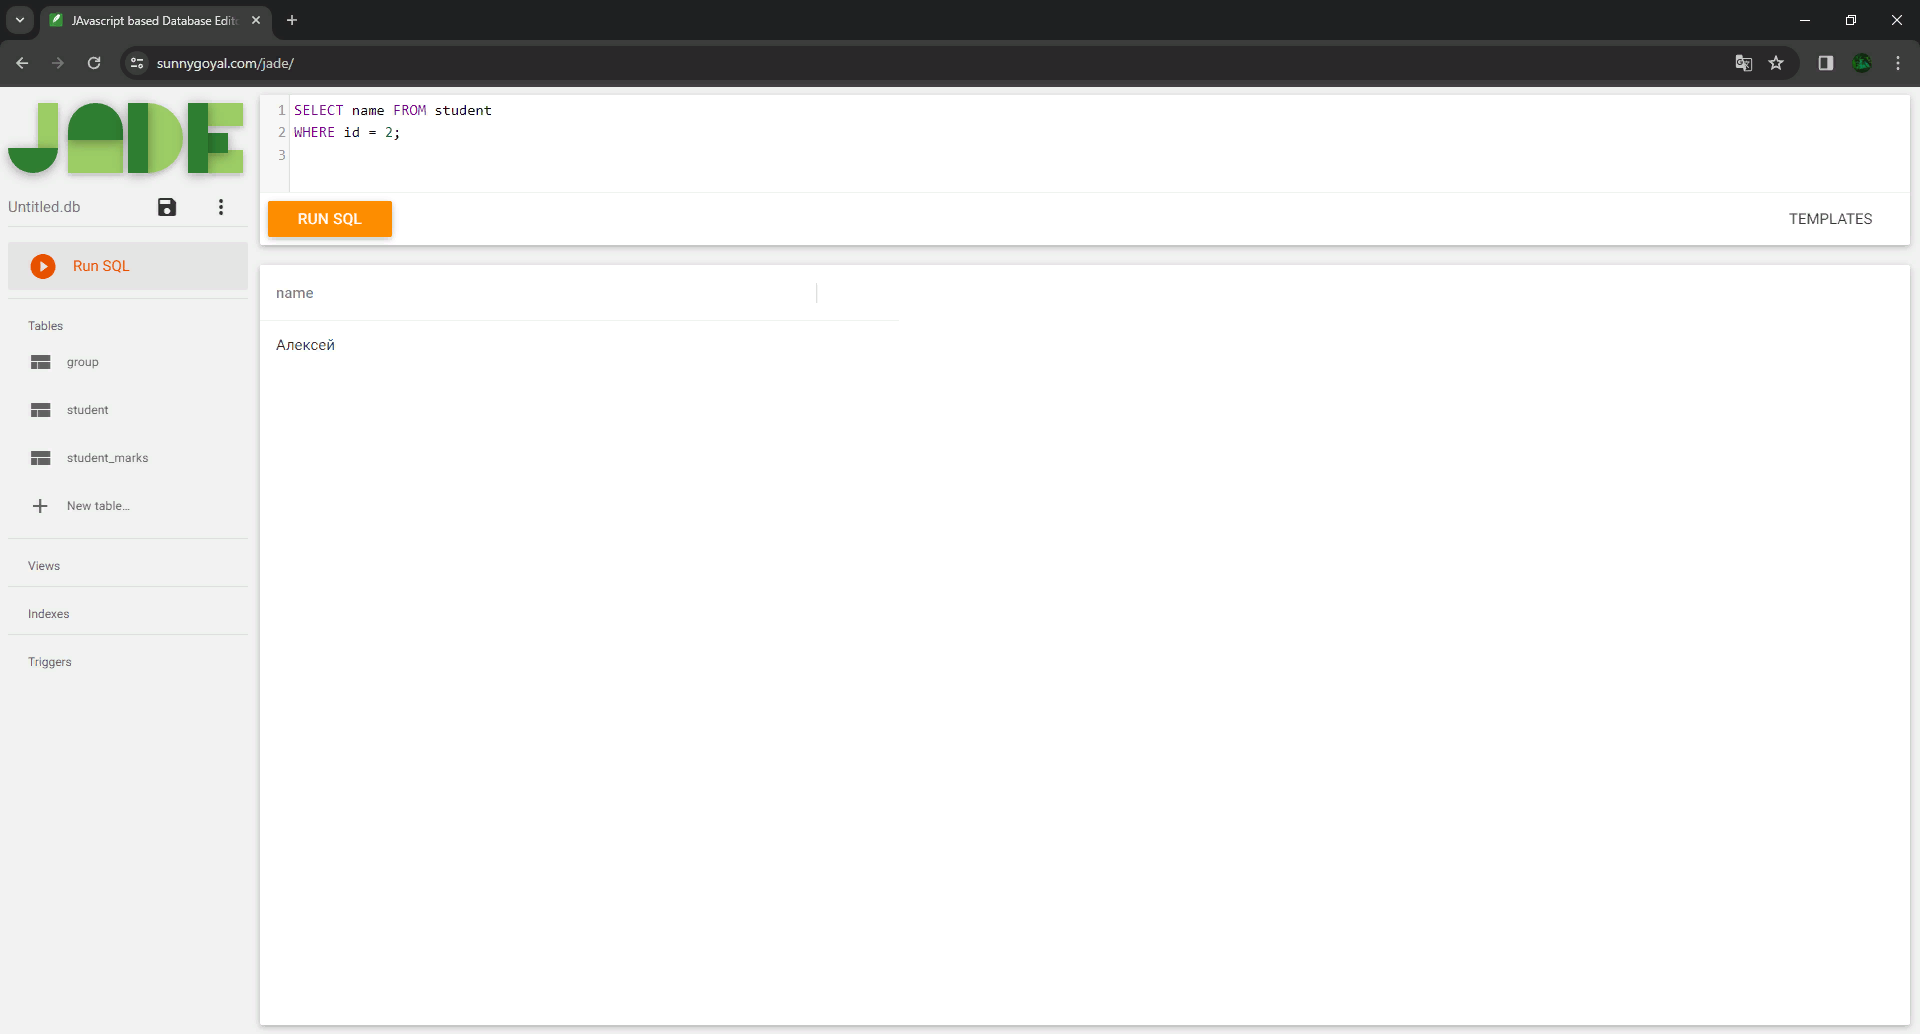 JAvascript based Database Edit
sunnygoyal.com/jade/
JADE
Untitled.db
Run SQL
Tables
group
student
student_marks
New table...
Views
Indexes
Triggers
1 SELECT name FROM student
2 WHERE id = 2;
3
RUN SQL
TEMPLATES
name
Алексей